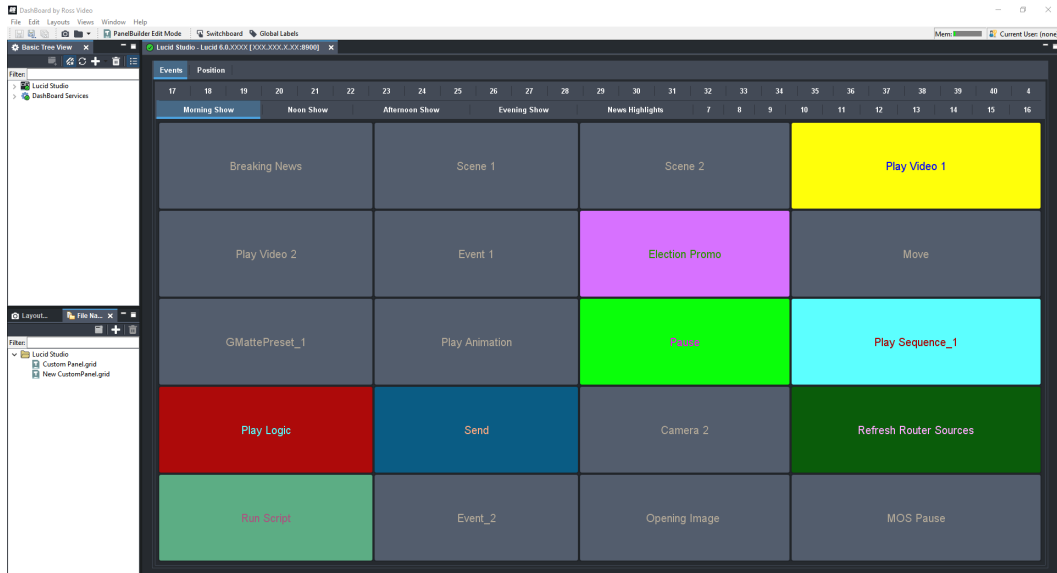 DashBoard by Ross Video
File Edit Layouts Views Window Help
PanelBuilder Edit Mode Switchboard Global Labels Mem: Current User: (none
Basic Tree View
Lucid Studio - Lucid 6.0.XXXX [XXX.XXX.X.XX:8900]
Filter:
Lucid Studio
DashBoard Services
Events Position
17 18 19 20 21 22 23 24 25 26 27 28 29 30 31 32 33 34 35 36 37 38 39 40 4
Morning Show Noon Show Afternoon Show Evening Show News Highlights 7 8 9 10 11 12 13 14 15 16
Breaking News Scene 1 Scene 2 Play Video 1
Play Video 2 Event 1 Election Promo Move
GMattePreset_1 Play Animation Pause Play Sequence_1
Play Logic Send Camera 2 Refresh Router Sources
Run Script Event_2 Opening Image MOS Pause
Layout... File Na...
Filter:
Lucid Studio
Custom Panel.grid
New CustomPanel.grid